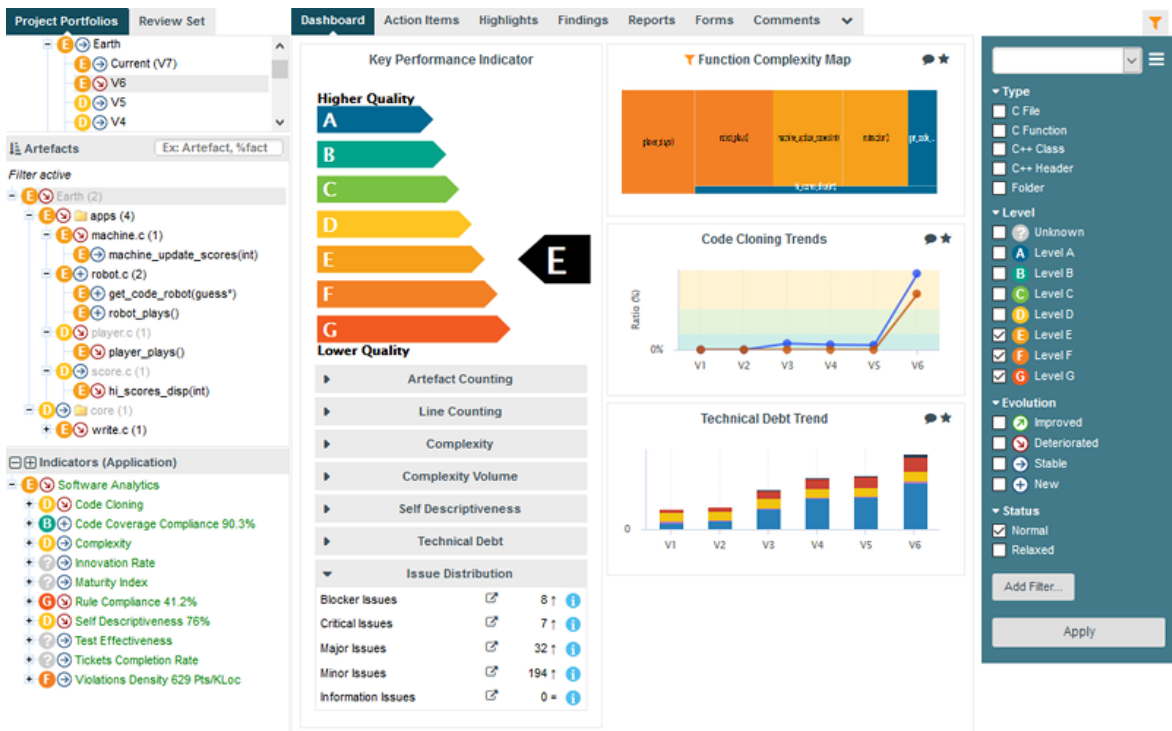 Project Portfolios
Review Set
E Earth
E Current (V7)
E V6
D V5
D V4
Artefacts
Ex: Artefact, %fact
Filter active
E Earth (2)
E apps (4)
E machine.c (1)
E machine_update_scores(int)
E robot.c (2)
E get_code_robot(guess*)
E robot_plays()
D player.c (1)
E player_plays()
D score.c (1)
E hi_scores_disp(int)
D core (1)
E write.c (1)
Indicators (Application)
E Software Analytics
D Code Cloning
B Code Coverage Compliance 90.3%
D Complexity
? Innovation Rate
? Maturity Index
G Rule Compliance 41.2%
D Self Descriptiveness 76%
? Test Effectiveness
? Tickets Completion Rate
F Violations Density 629 Pts/KLoc
Dashboard
Action Items
Highlights
Findings
Reports
Forms
Comments
Key Performance Indicator
Higher Quality
A
B
C
D
E
F
G
E
Lower Quality
Artefact Counting
Line Counting
Complexity
Complexity Volume
Self Descriptiveness
Technical Debt
Issue Distribution
Blocker Issues 8 ↑
Critical Issues 7 ↑
Major Issues 32 ↑
Minor Issues 194 ↑
Information Issues 0 =
Function Complexity Map
player_plays()
Code Cloning Trends
Ratio (%)
0%
V1 V2 V3 V4 V5 V6
Technical Debt Trend
0
V1 V2 V3 V4 V5 V6
Type
C File
C Function
C++ Class
C++ Header
Folder
Level
? Unknown
A Level A
B Level B
C Level C
D Level D
E Level E
F Level F
G Level G
Evolution
Improved
Deteriorated
Stable
New
Status
Normal
Relaxed
Add Filter...
Apply